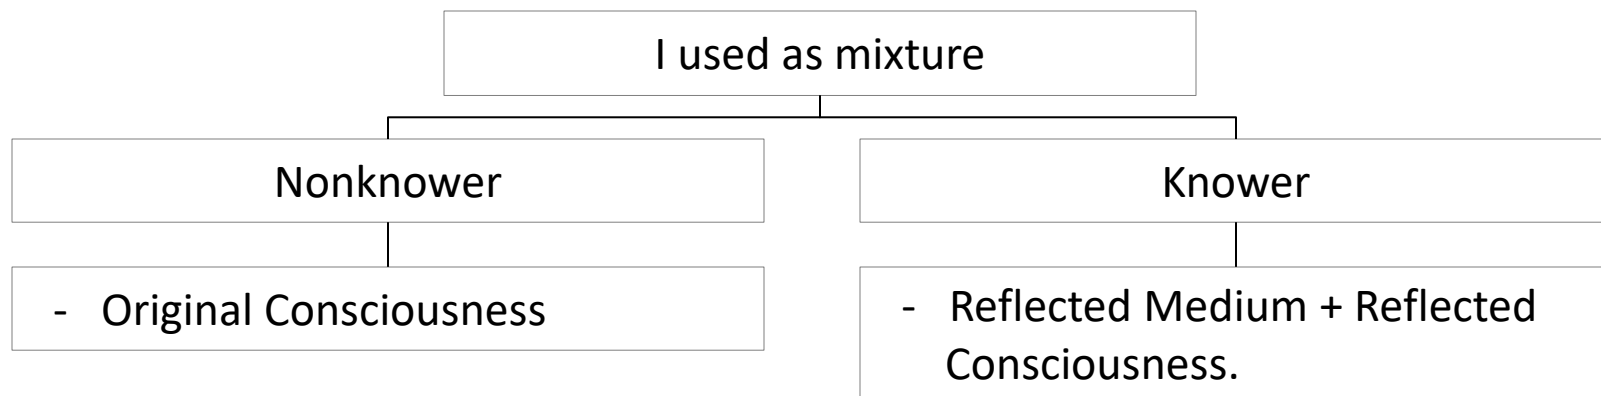 I used as mixture
Nonknower
Knower
- Original Consciousness
- Reflected Medium + Reflected
Consciousness.